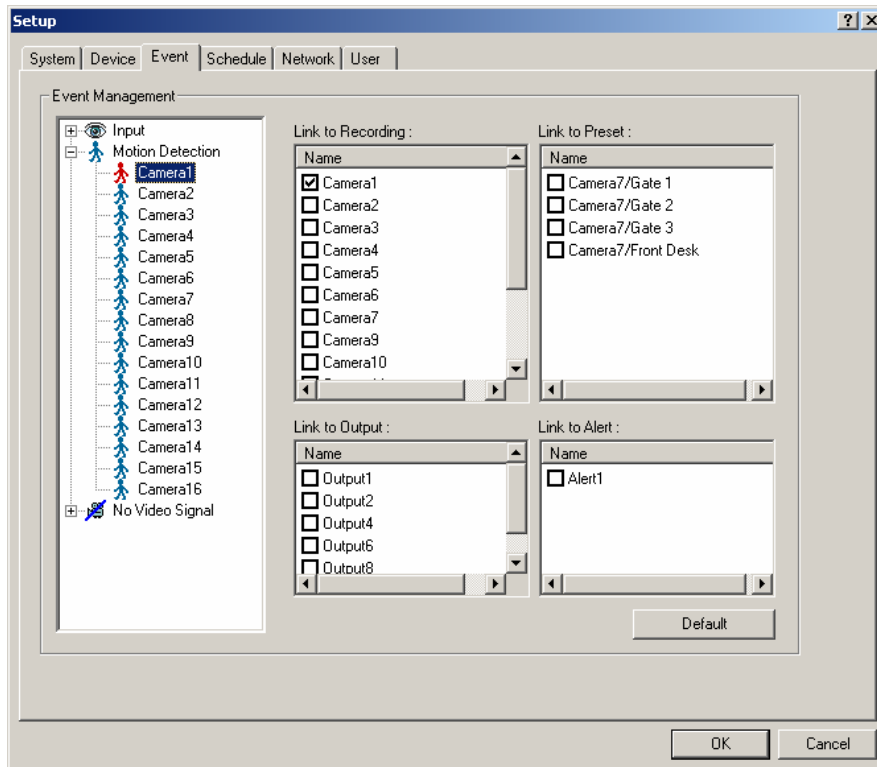 Setup
System
Device
Event
Schedule
Network
User
Event Management
Input
Motion Detection
Camera1
Camera2
Camera3
Camera4
Camera5
Camera6
Camera7
Camera8
Camera9
Camera10
Camera11
Camera12
Camera13
Camera14
Camera15
Camera16
No Video Signal
Link to Recording :
Name
Camera1
Camera2
Camera3
Camera4
Camera5
Camera6
Camera7
Camera9
Camera10
Link to Preset :
Name
Camera7/Gate 1
Camera7/Gate 2
Camera7/Gate 3
Camera7/Front Desk
Link to Output :
Name
Output1
Output2
Output4
Output6
Output8
Link to Alert :
Name
Alert1
Default
OK
Cancel